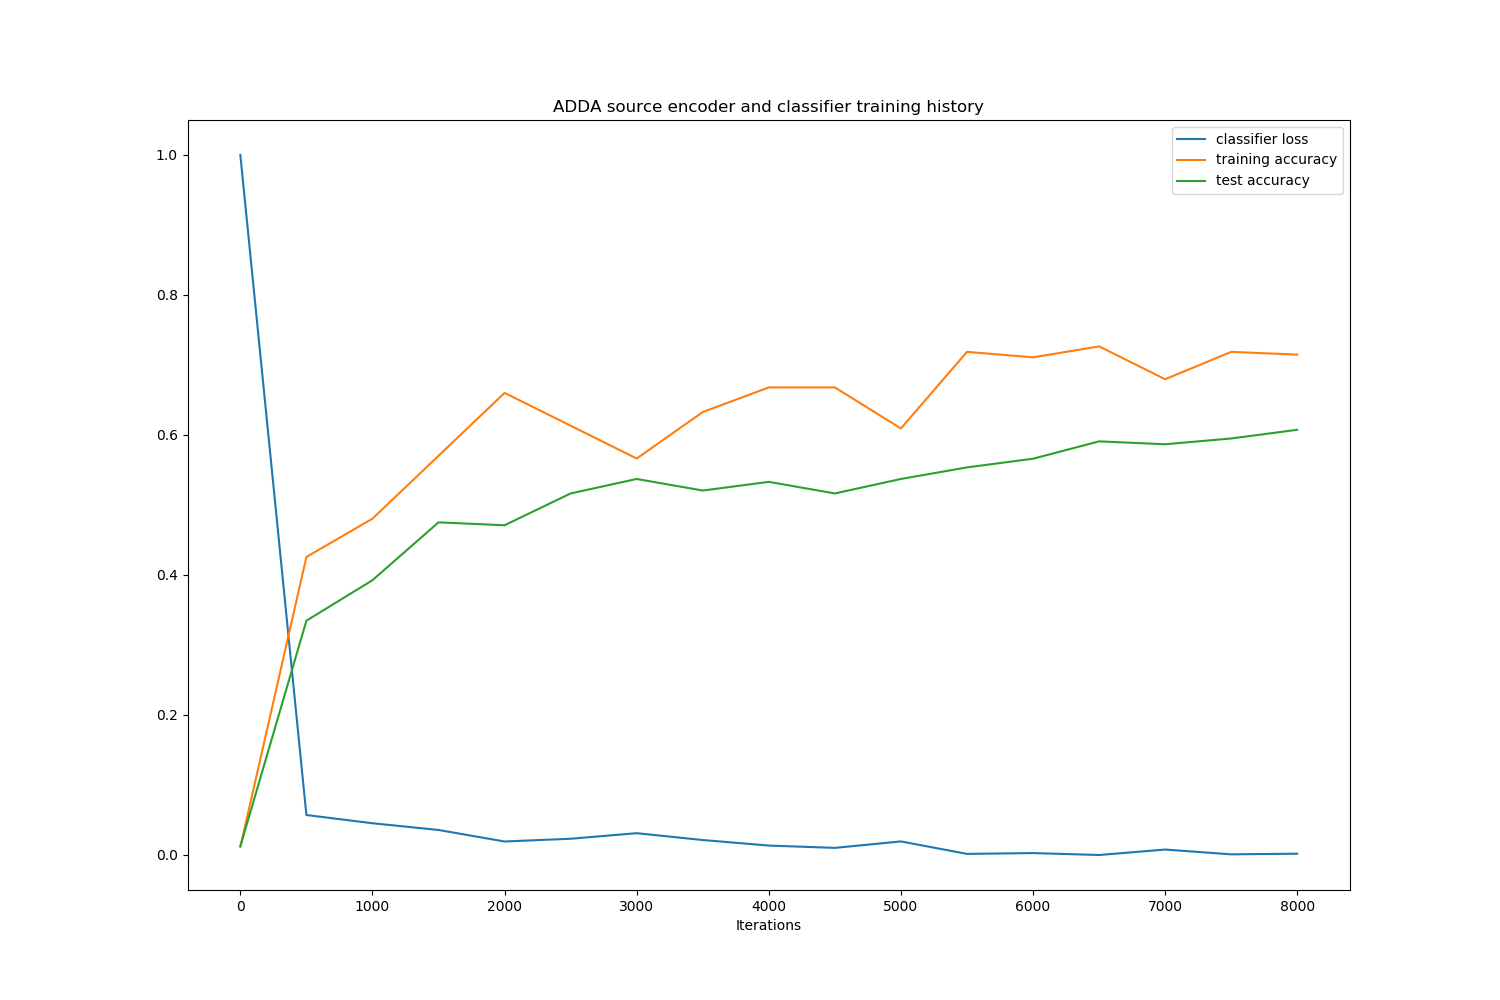 ADDA source encoder and classifier training history
classifier loss
training accuracy
test accuracy
1.0
0.8
0.6
0.4
0.2
0.0
0 1000 2000 3000 4000 5000 6000 7000 8000
Iterations